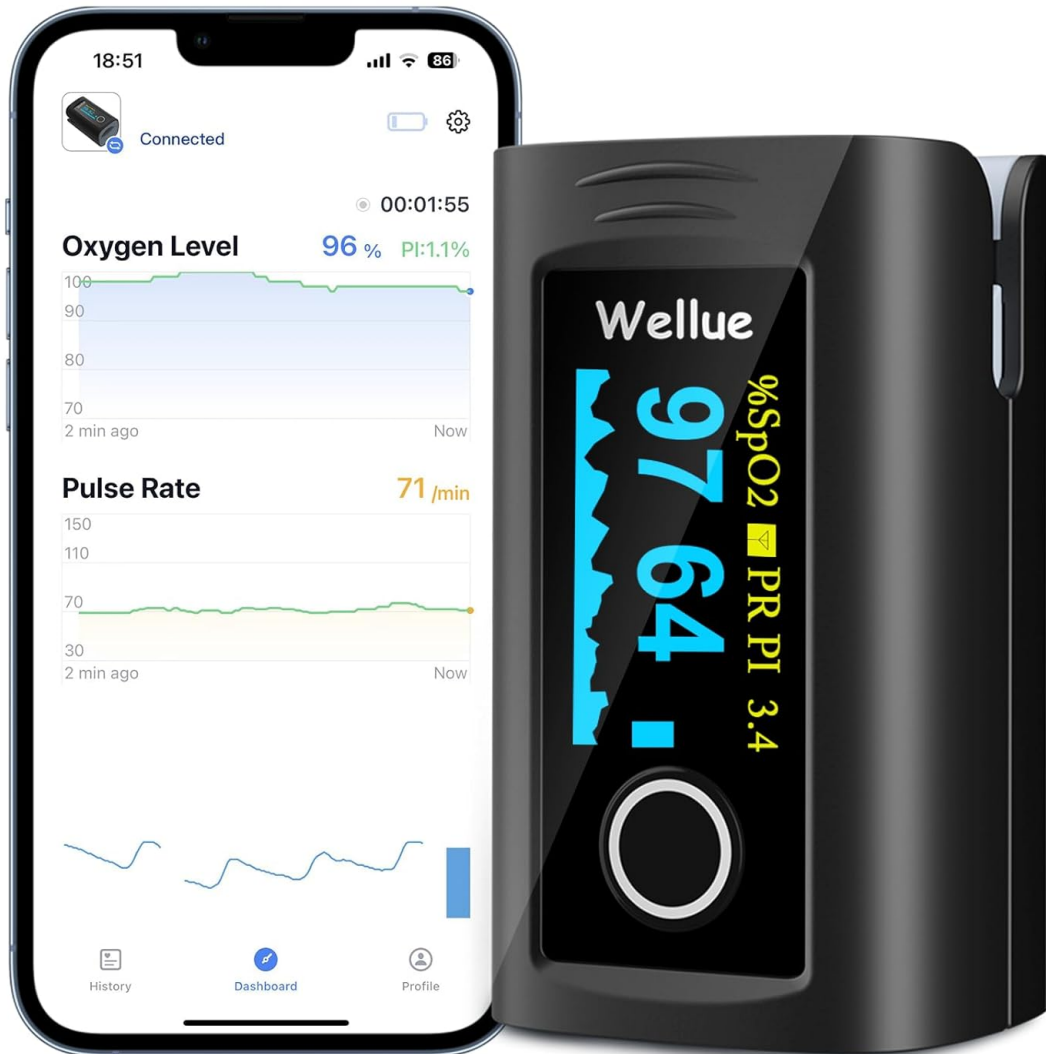 18:51
86
Connected
00:01:55
Oxygen Level 96 % PI:1.1%
100
90
80
70
2 min ago Now
Pulse Rate 71 /min
150
110
70
30
2 min ago Now
History Dashboard Profile
Wellue
%SpO2 PR PI 3.4
97 64